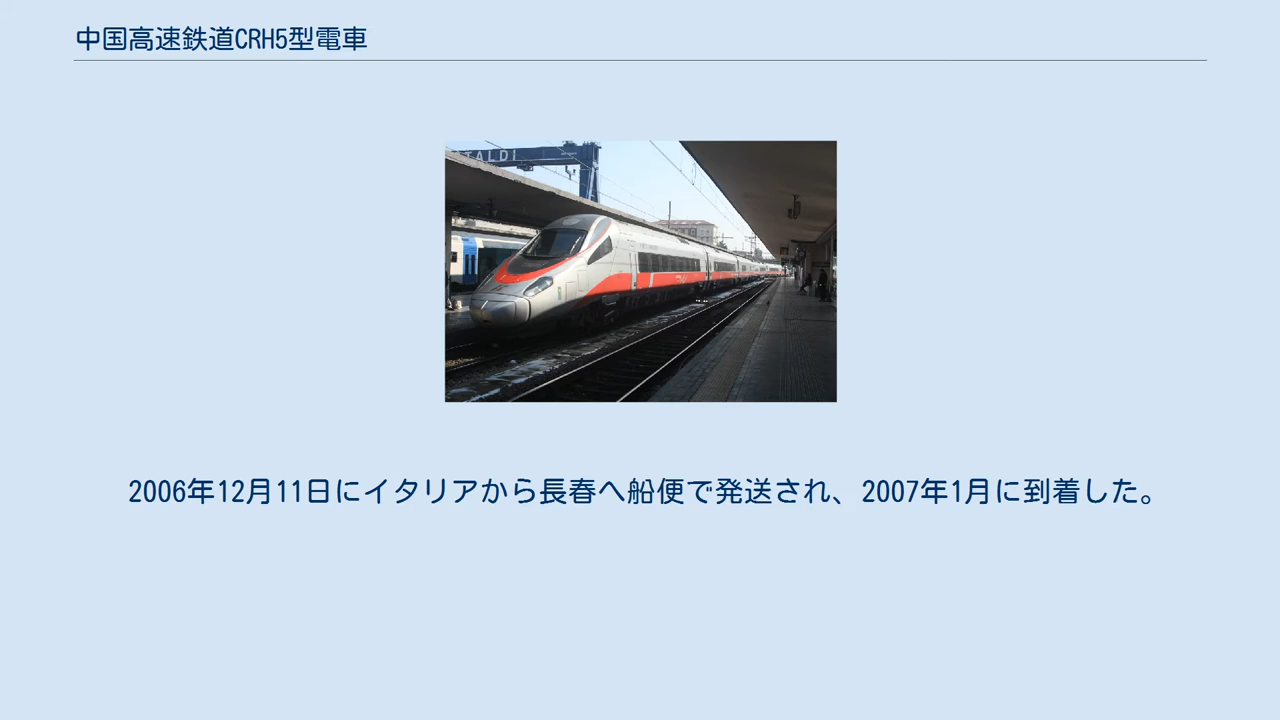 中国高速鉄道CRH5型電車
TALDI
2006年12月11日にイタリアから長春へ船便で発送され、2007年1月に到着した。